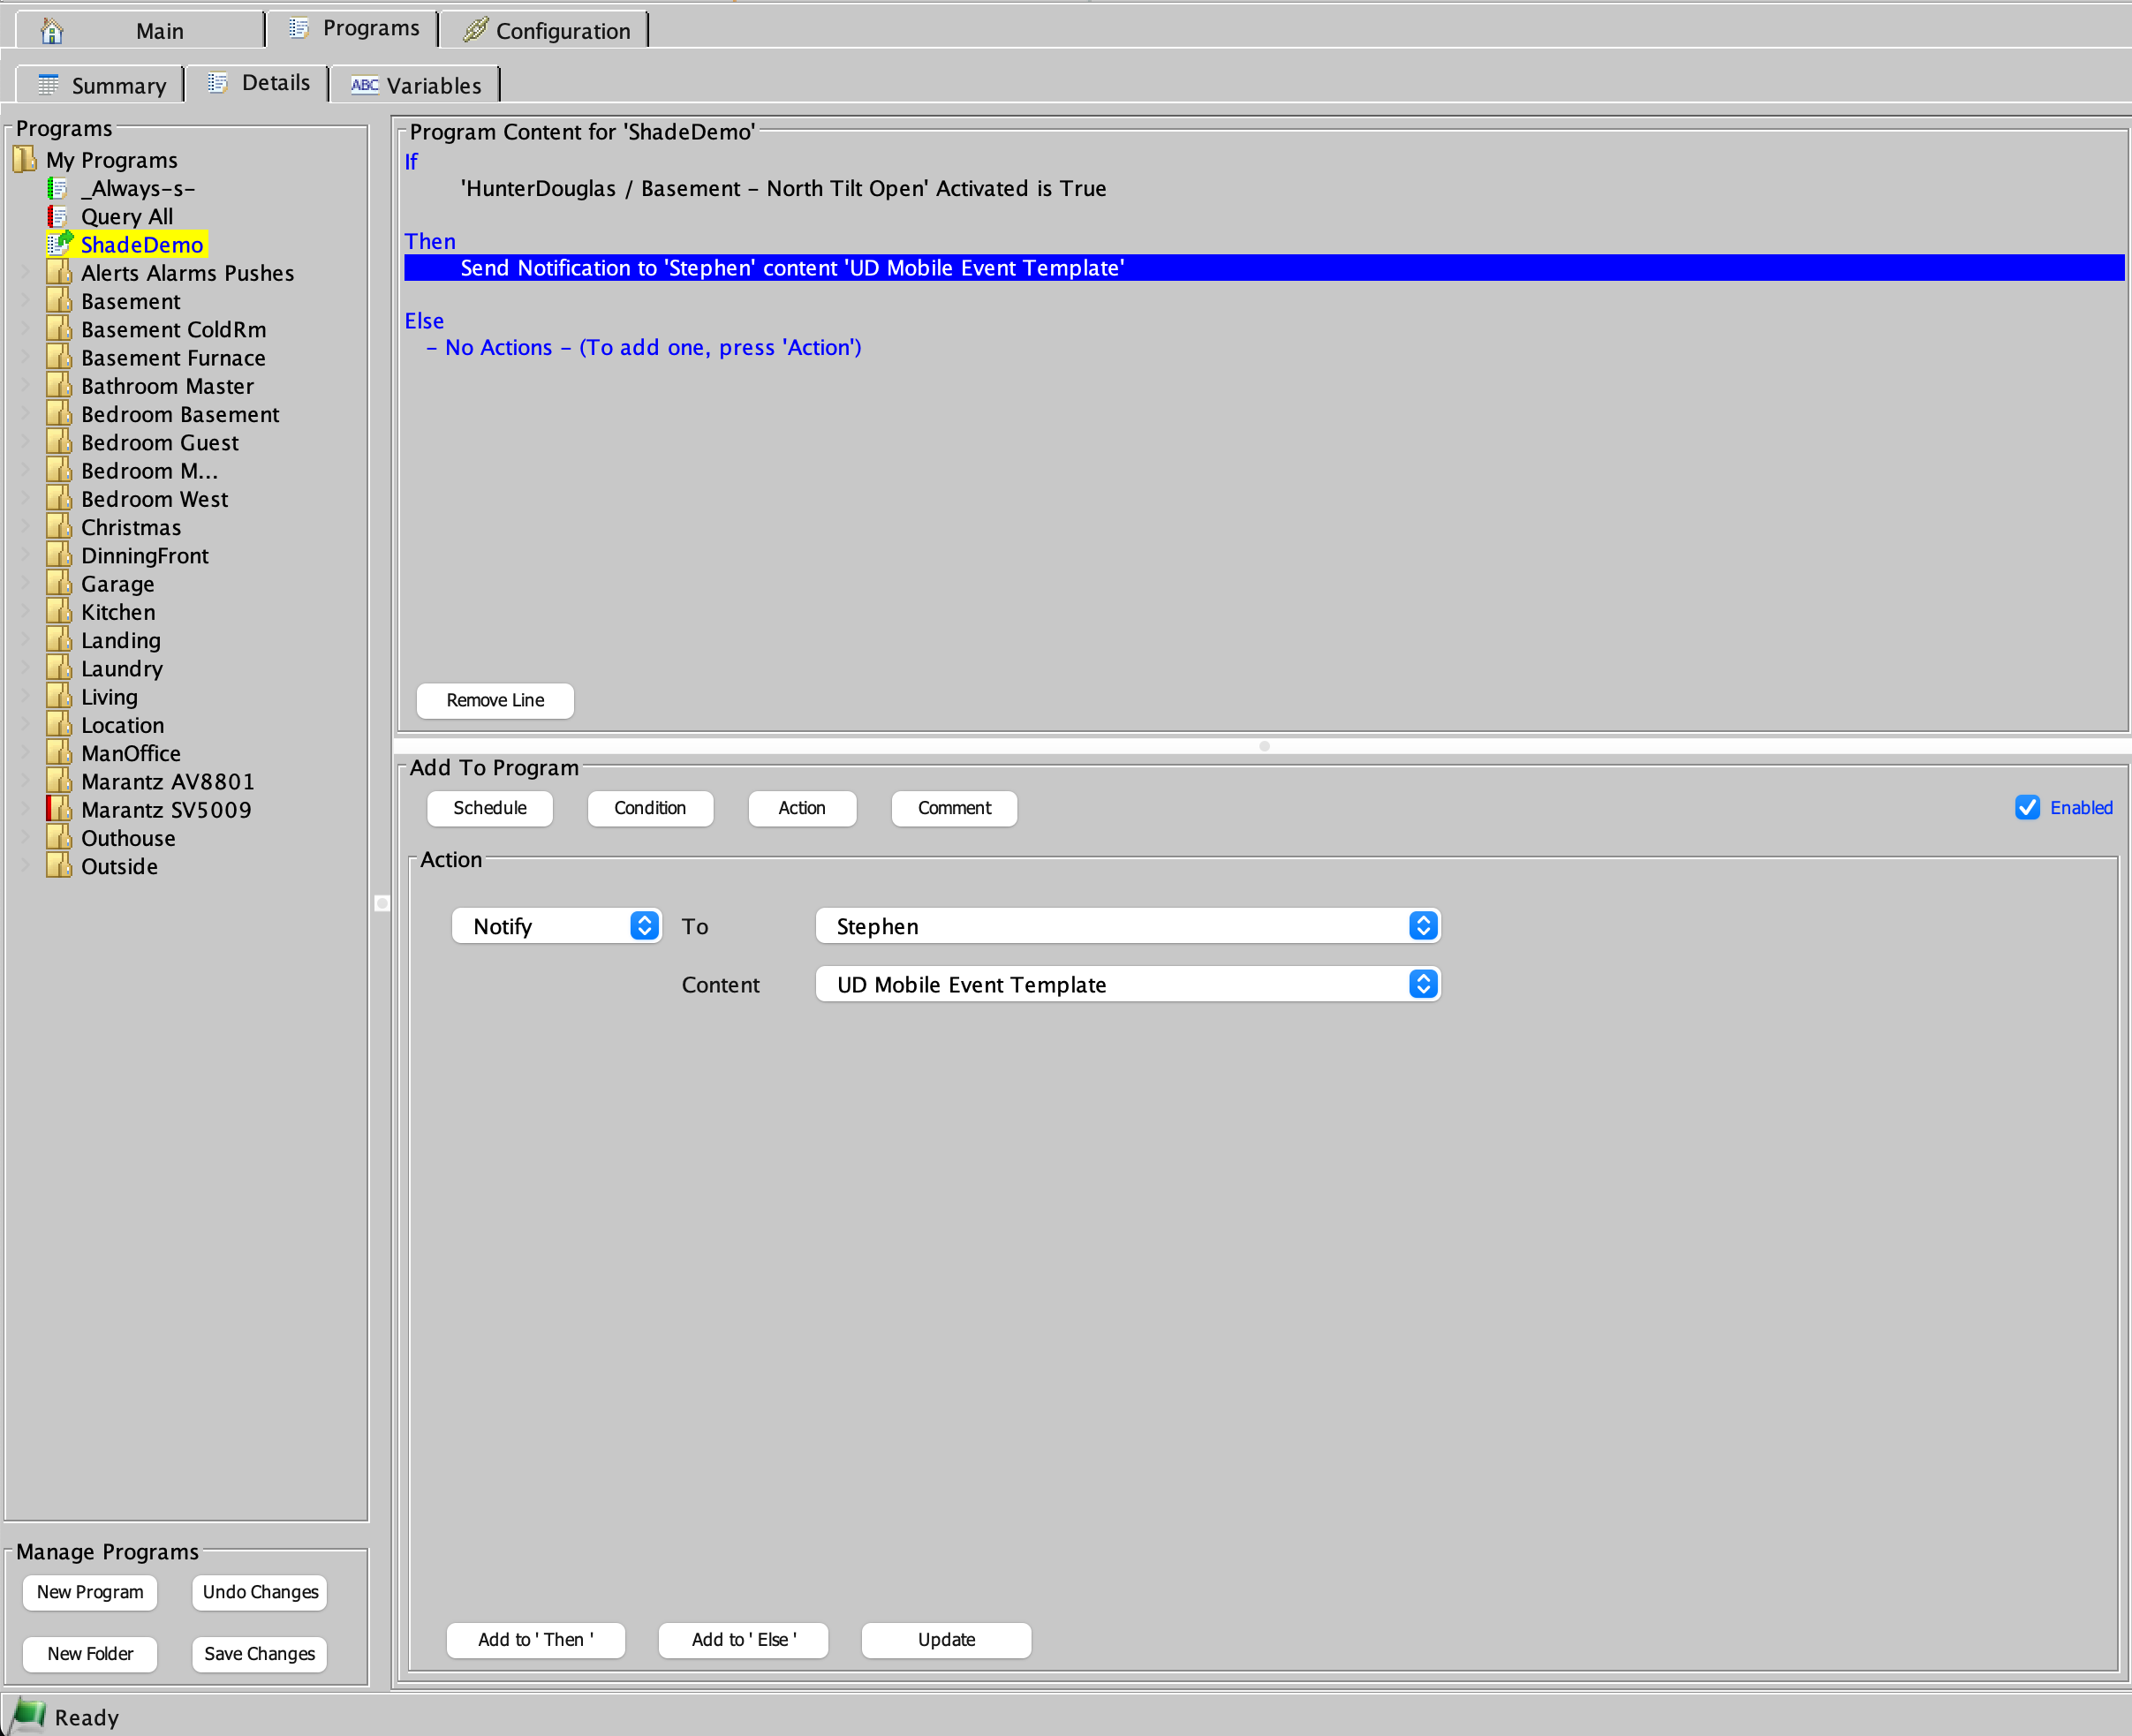 Main
Programs
Configuration
Summary
Details
ABC Variables
Programs
My Programs
_Always-s-
Query All
ShadeDemo
Alerts Alarms Pushes
Basement
Basement ColdRm
Basement Furnace
Bathroom Master
Bedroom Basement
Bedroom Guest
Bedroom M...
Bedroom West
Christmas
DinningFront
Garage
Kitchen
Landing
Laundry
Living
Location
ManOffice
Marantz AV8801
Marantz SV5009
Outhouse
Outside
Manage Programs
New Program
Undo Changes
New Folder
Save Changes
Program Content for 'ShadeDemo'
If
'HunterDouglas / Basement - North Tilt Open' Activated is True
Then
Send Notification to 'Stephen' content 'UD Mobile Event Template'
Else
- No Actions - (To add one, press 'Action')
Remove Line
Add To Program
Schedule
Condition
Action
Comment
Enabled
Action
Notify
To
Stephen
Content
UD Mobile Event Template
Add to ' Then '
Add to ' Else '
Update
Ready